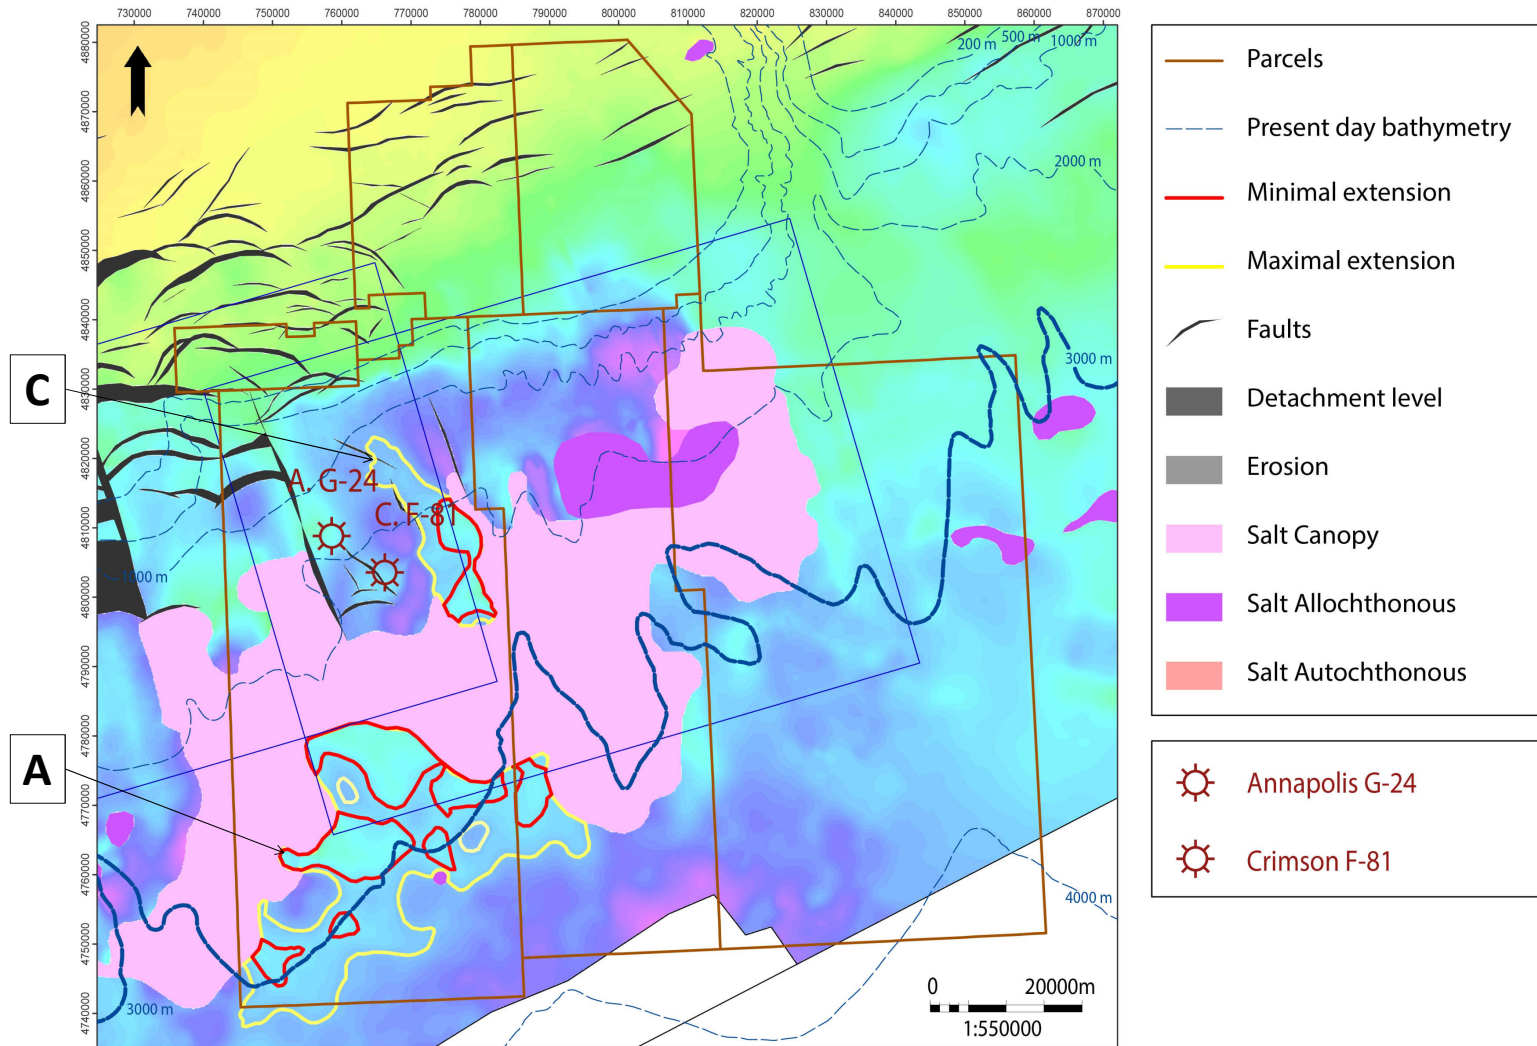 730000 740000 750000 760000 770000 780000 790000 800000 810000 820000 830000 840000 850000 860000 870000
4880000
4870000
4860000
4850000
4840000
4830000
4820000
4810000
4800000
4790000
4780000
4770000
4760000
4750000
4740000
200 m 500 m 1000 m
2000 m
3000 m
C
A. G-24
C. F-81
1000 m
A
4000 m
3000 m
0 20000m
1:550000
Parcels
Present day bathymetry
Minimal extension
Maximal extension
Faults
Detachment level
Erosion
Salt Canopy
Salt Allochthonous
Salt Autochthonous
Annapolis G-24
Crimson F-81